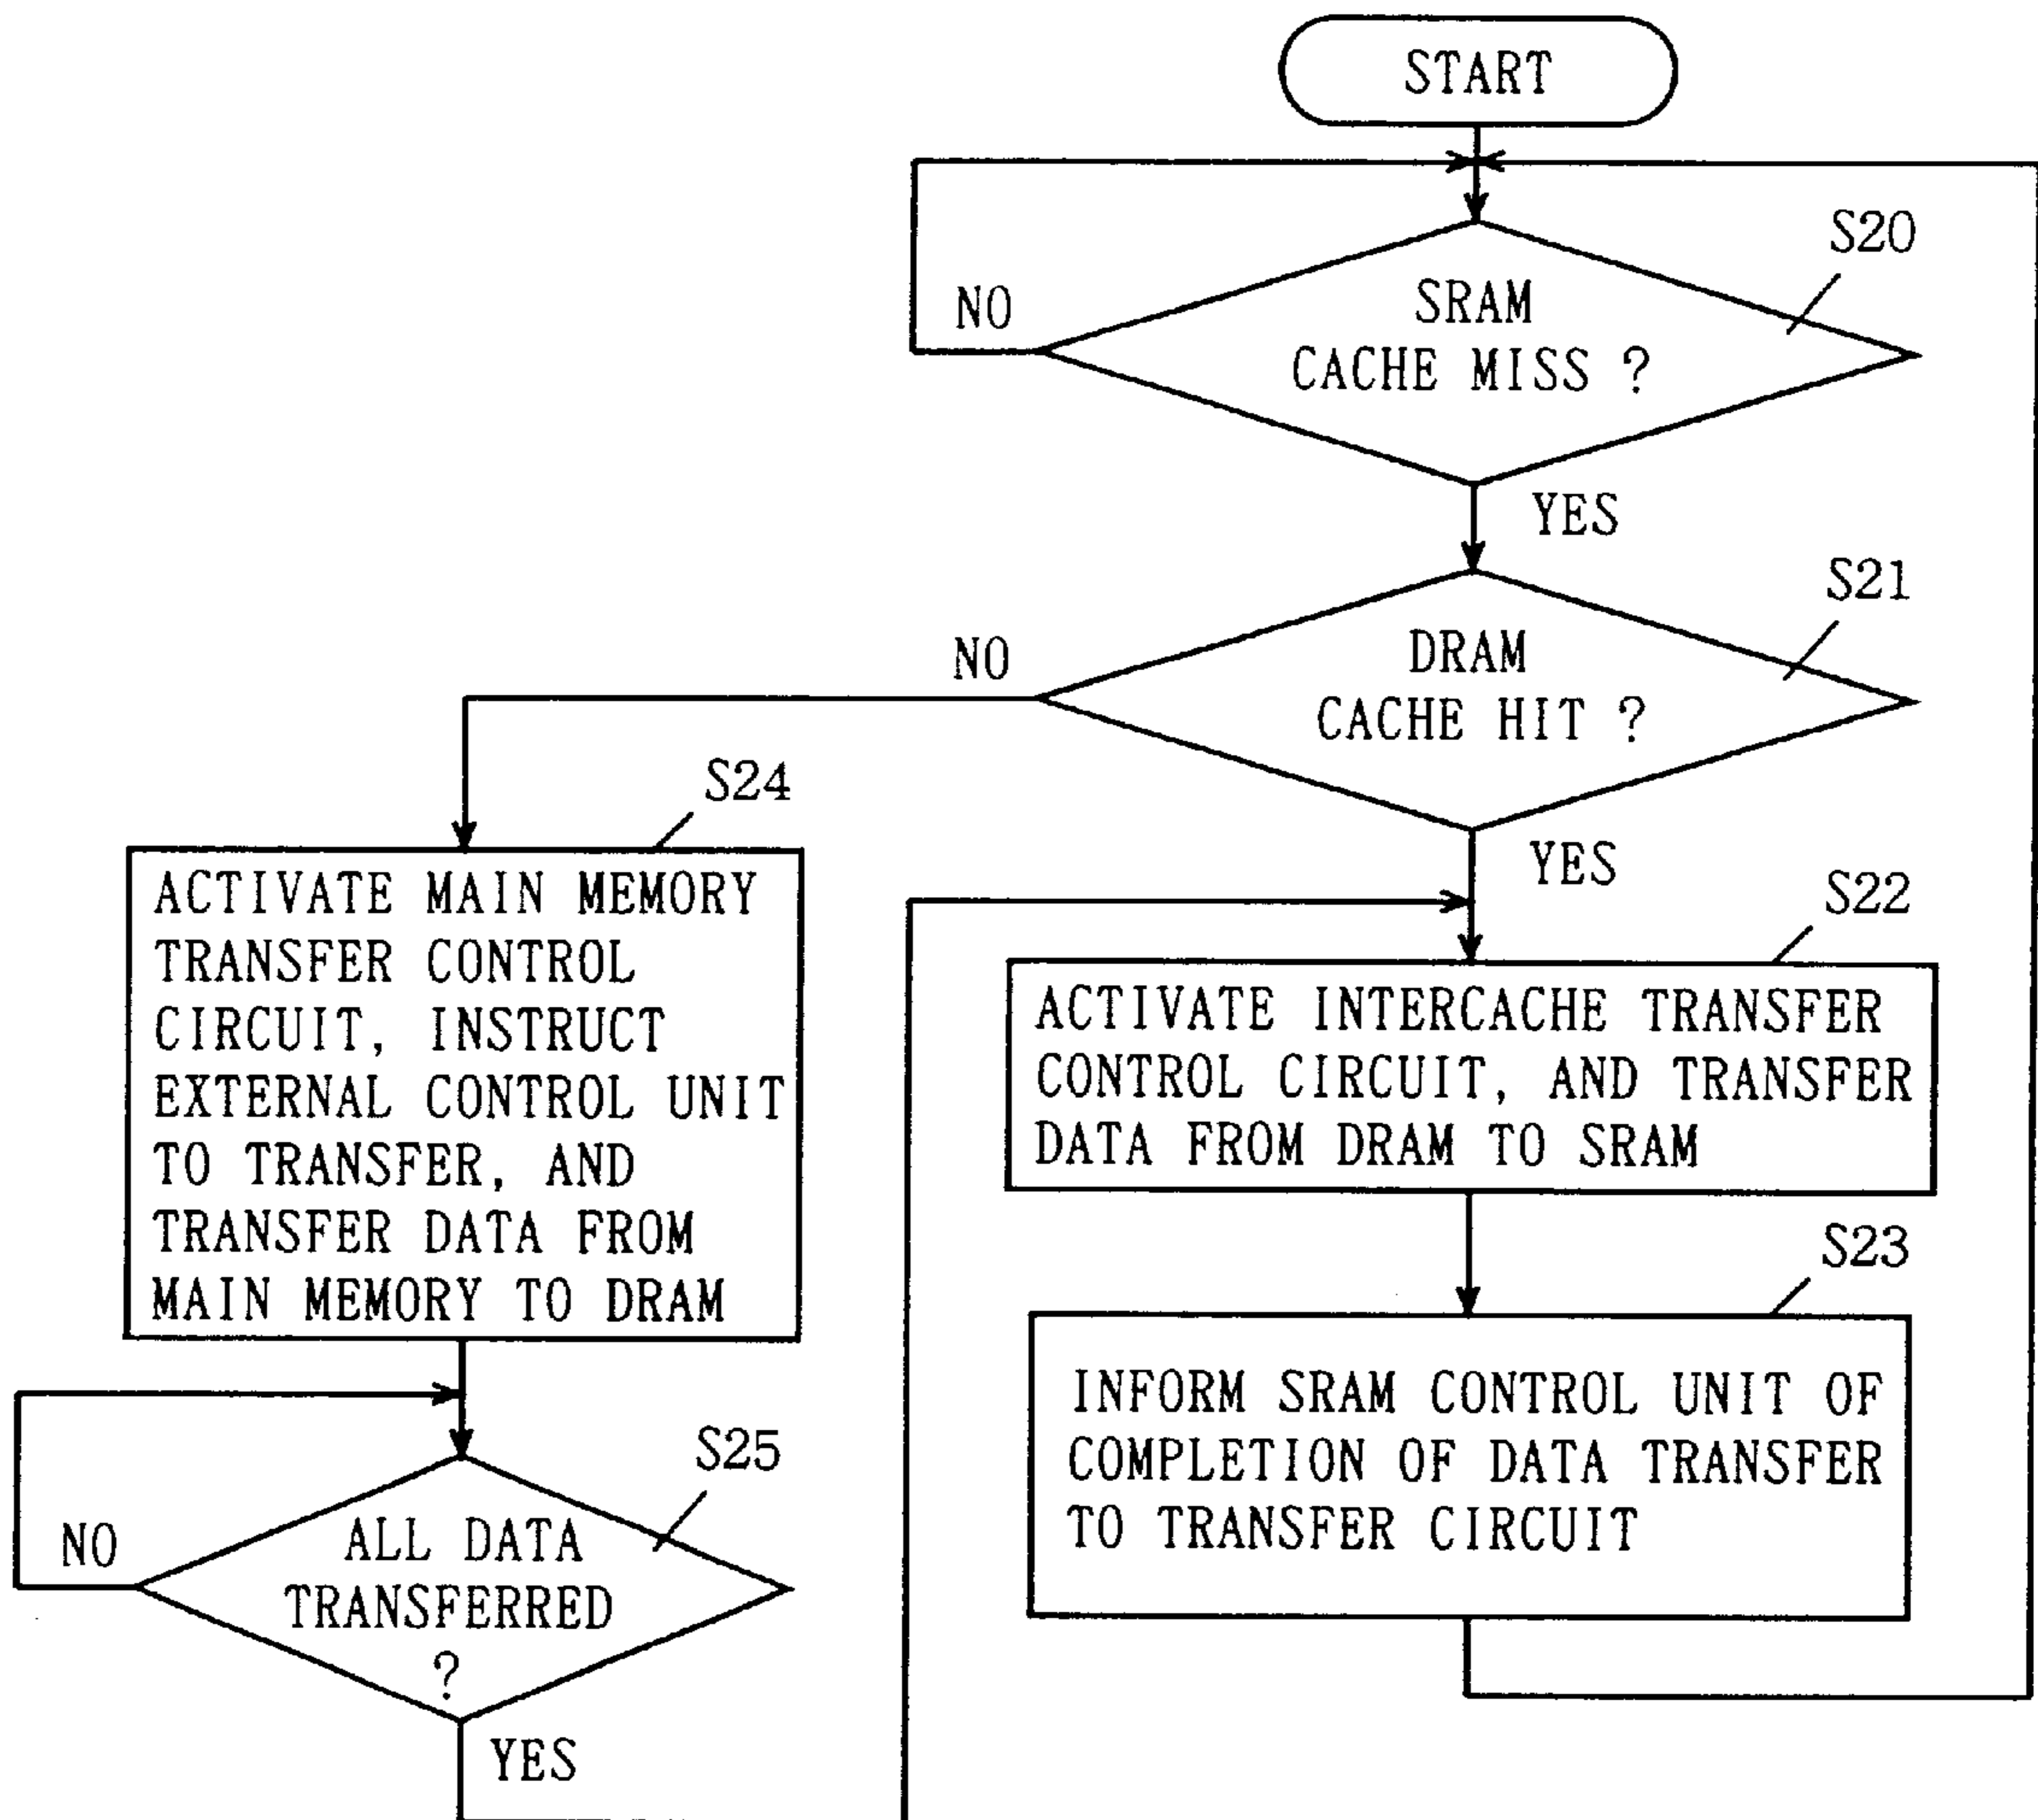 START
S20
NO
SRAM
CACHE MISS ?
YES
S21
NO
DRAM
CACHE HIT ?
S24
YES
S22
ACTIVATE MAIN MEMORY
TRANSFER CONTROL
CIRCUIT, INSTRUCT
EXTERNAL CONTROL UNIT
TO TRANSFER, AND
TRANSFER DATA FROM
MAIN MEMORY TO DRAM
ACTIVATE INTERCACHE TRANSFER
CONTROL CIRCUIT, AND TRANSFER
DATA FROM DRAM TO SRAM
S23
INFORM SRAM CONTROL UNIT OF
COMPLETION OF DATA TRANSFER
TO TRANSFER CIRCUIT
S25
NO
ALL DATA
TRANSFERRED
?
YES